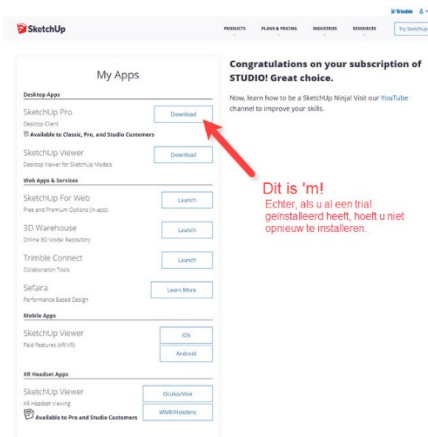 Trimble
SketchUp
PRODUCTS
PLANS & PRICING
INDUSTRIES
RESOURCES
Try SketchUp
My Apps
Desktop Apps
SketchUp Pro
Download
Desktop Client
Available to Classic, Pro, and Studio Customers
SketchUp Viewer
Download
Desktop Viewer for SketchUp Models
Web Apps & Services
SketchUp For Web
Launch
Free and Premium Options (in-app)
3D Warehouse
Launch
Online 3D Model Repository
Trimble Connect
Launch
Collaboration Tools
Sefaira
Learn More
Performance Based Design
Mobile Apps
SketchUp Viewer
iOS
Paid Features (AR/VR)
Android
XR Headset Apps
SketchUp Viewer
Oculus/Vive
XR Headset Viewing
WMR/Hololens
Available to Pro and Studio Customers
Congratulations on your subscription of
STUDIO! Great choice.
Now, learn how to be a SketchUp Ninja! Visit our YouTube
channel to improve your skills.
Dit is 'm!
Echter, als u al een trial
geinstalleerd heeft, hoeft u niet
opnieuw te installeren.